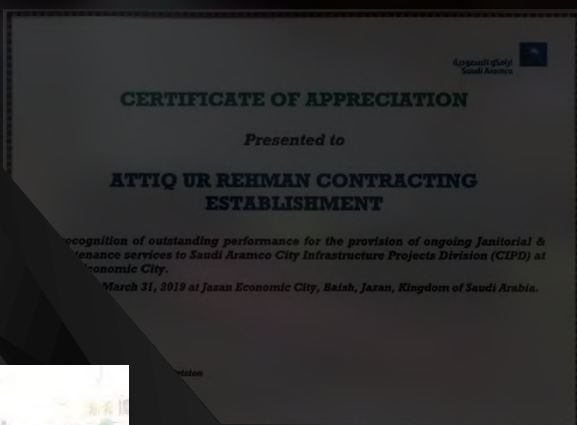 أرامكو السعودية
Saudi Aramco
CERTIFICATE OF APPRECIATION
Presented to
ATTIQ UR REHMAN CONTRACTING
ESTABLISHMENT
recognition of outstanding performance for the provision of ongoing Janitorial &
tenance services to Saudi Aramco City Infrastructure Projects Division (CIPD) at
Economic City.
March 31, 2019 at Jazan Economic City, Baish, Jazan, Kingdom of Saudi Arabia.